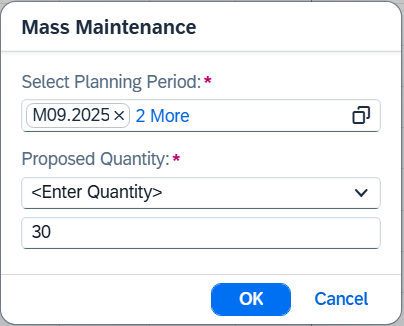 Mass Maintenance
Select Planning Period:*
M09.2025 × 2 More
Proposed Quantity:*
<Enter Quantity>
30
OK Cancel